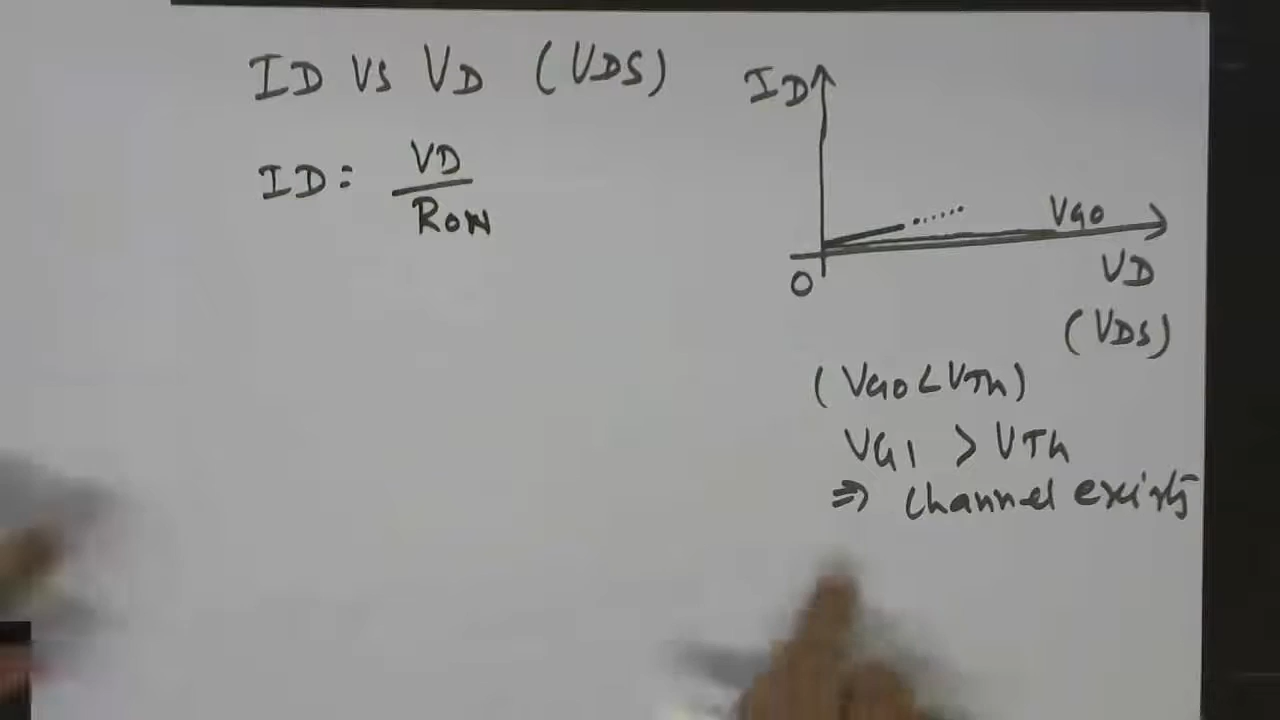 ID VS VD (VDS)
ID = VD / RON
ID
VG0
0
VD
(VDS)
(VG0 < VTh)
VG1 > VTh
⇒ channel exists